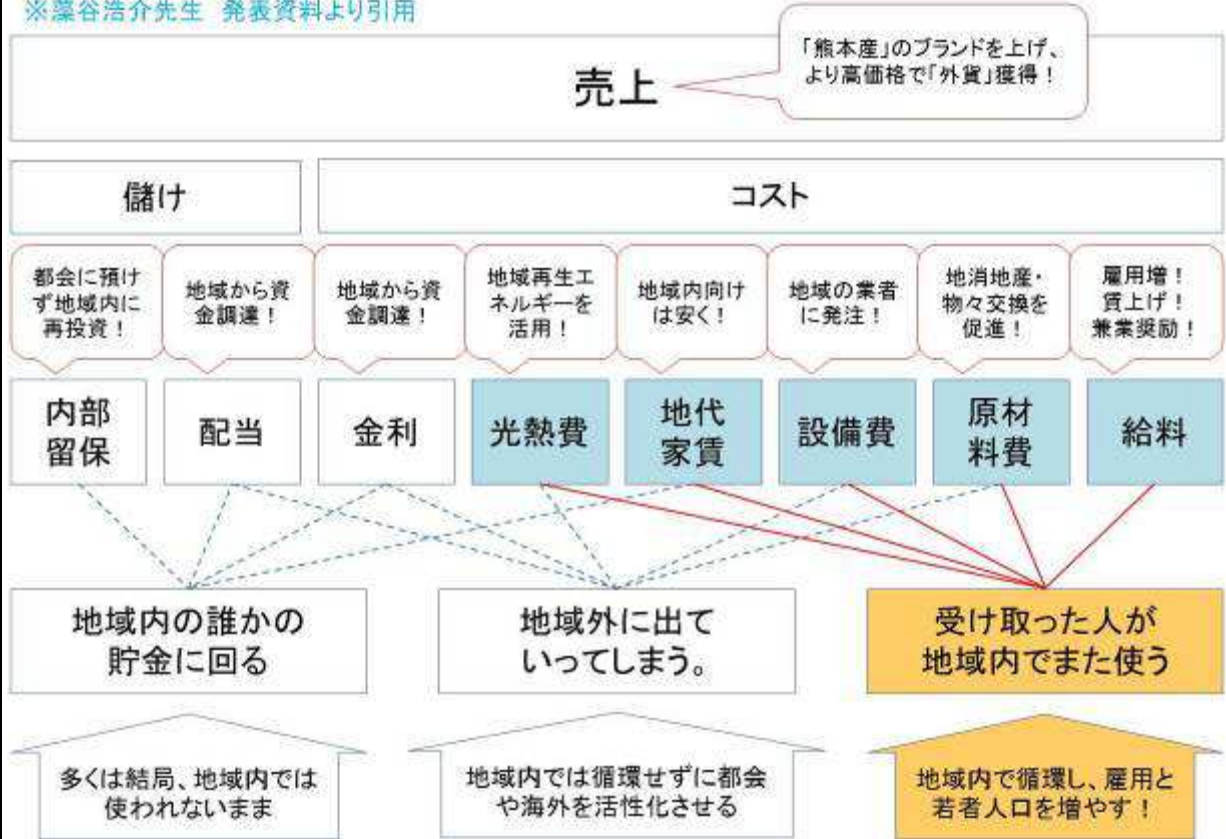 ※藻谷浩介先生 発表資料より引用
「熊本産」のブランドを上げ、
より高価格で「外貨」獲得！
売上
儲け
コスト
都会に預け
ず地域内に
再投資！
地域から資
金調達！
地域から資
金調達！
地域再生エ
ネルギーを
活用！
地域内向け
は安く！
地域の業者
に発注！
地消地産・
物々交換を
促進！
雇用増！
賃上げ！
兼業奨励！
内部
留保
配当
金利
光熱費
地代
家賃
設備費
原材
料費
給料
地域内の誰かの
貯金に回る
地域外に出て
いってしまう。
受け取った人が
地域内でまた使う
多くは結局、地域内では
使われないまま
地域内では循環せずに都会
や海外を活性化させる
地域内で循環し、雇用と
若者人口を増やす！